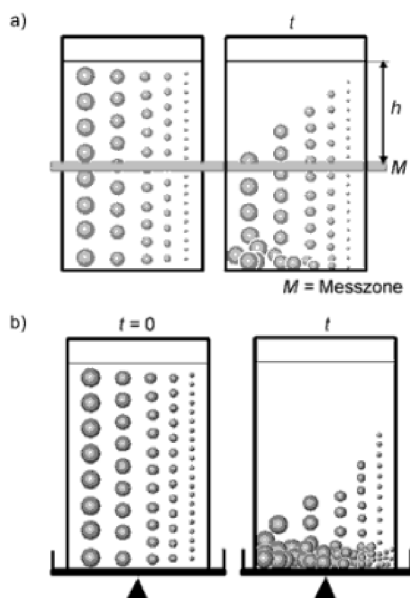 a)
t
h
M
M = Messzone
b)
t = 0
t